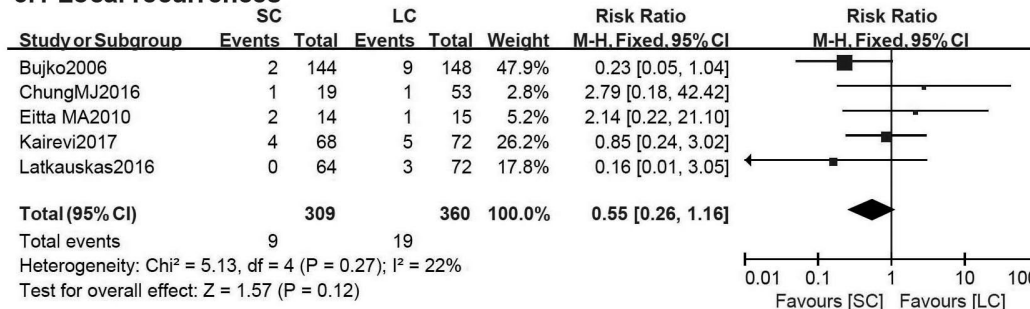 SC LC Risk Ratio Risk Ratio
Study or Subgroup Events Total Events Total Weight M-H, Fixed, 95% CI M-H, Fixed, 95% CI
Bujko2006 2 144 9 148 47.9% 0.23 [0.05, 1.04]
ChungMJ2016 1 19 1 53 2.8% 2.79 [0.18, 42.42]
Eitta MA2010 2 14 1 15 5.2% 2.14 [0.22, 21.10]
Kairevi2017 4 68 5 72 26.2% 0.85 [0.24, 3.02]
Latkauskas2016 0 64 3 72 17.8% 0.16 [0.01, 3.05]
Total (95% CI) 309 360 100.0% 0.55 [0.26, 1.16]
Total events 9 19
Heterogeneity: Chi² = 5.13, df = 4 (P = 0.27); I² = 22%
Test for overall effect: Z = 1.57 (P = 0.12)
0.01 0.1 1 10 100
Favours [SC] Favours [LC]